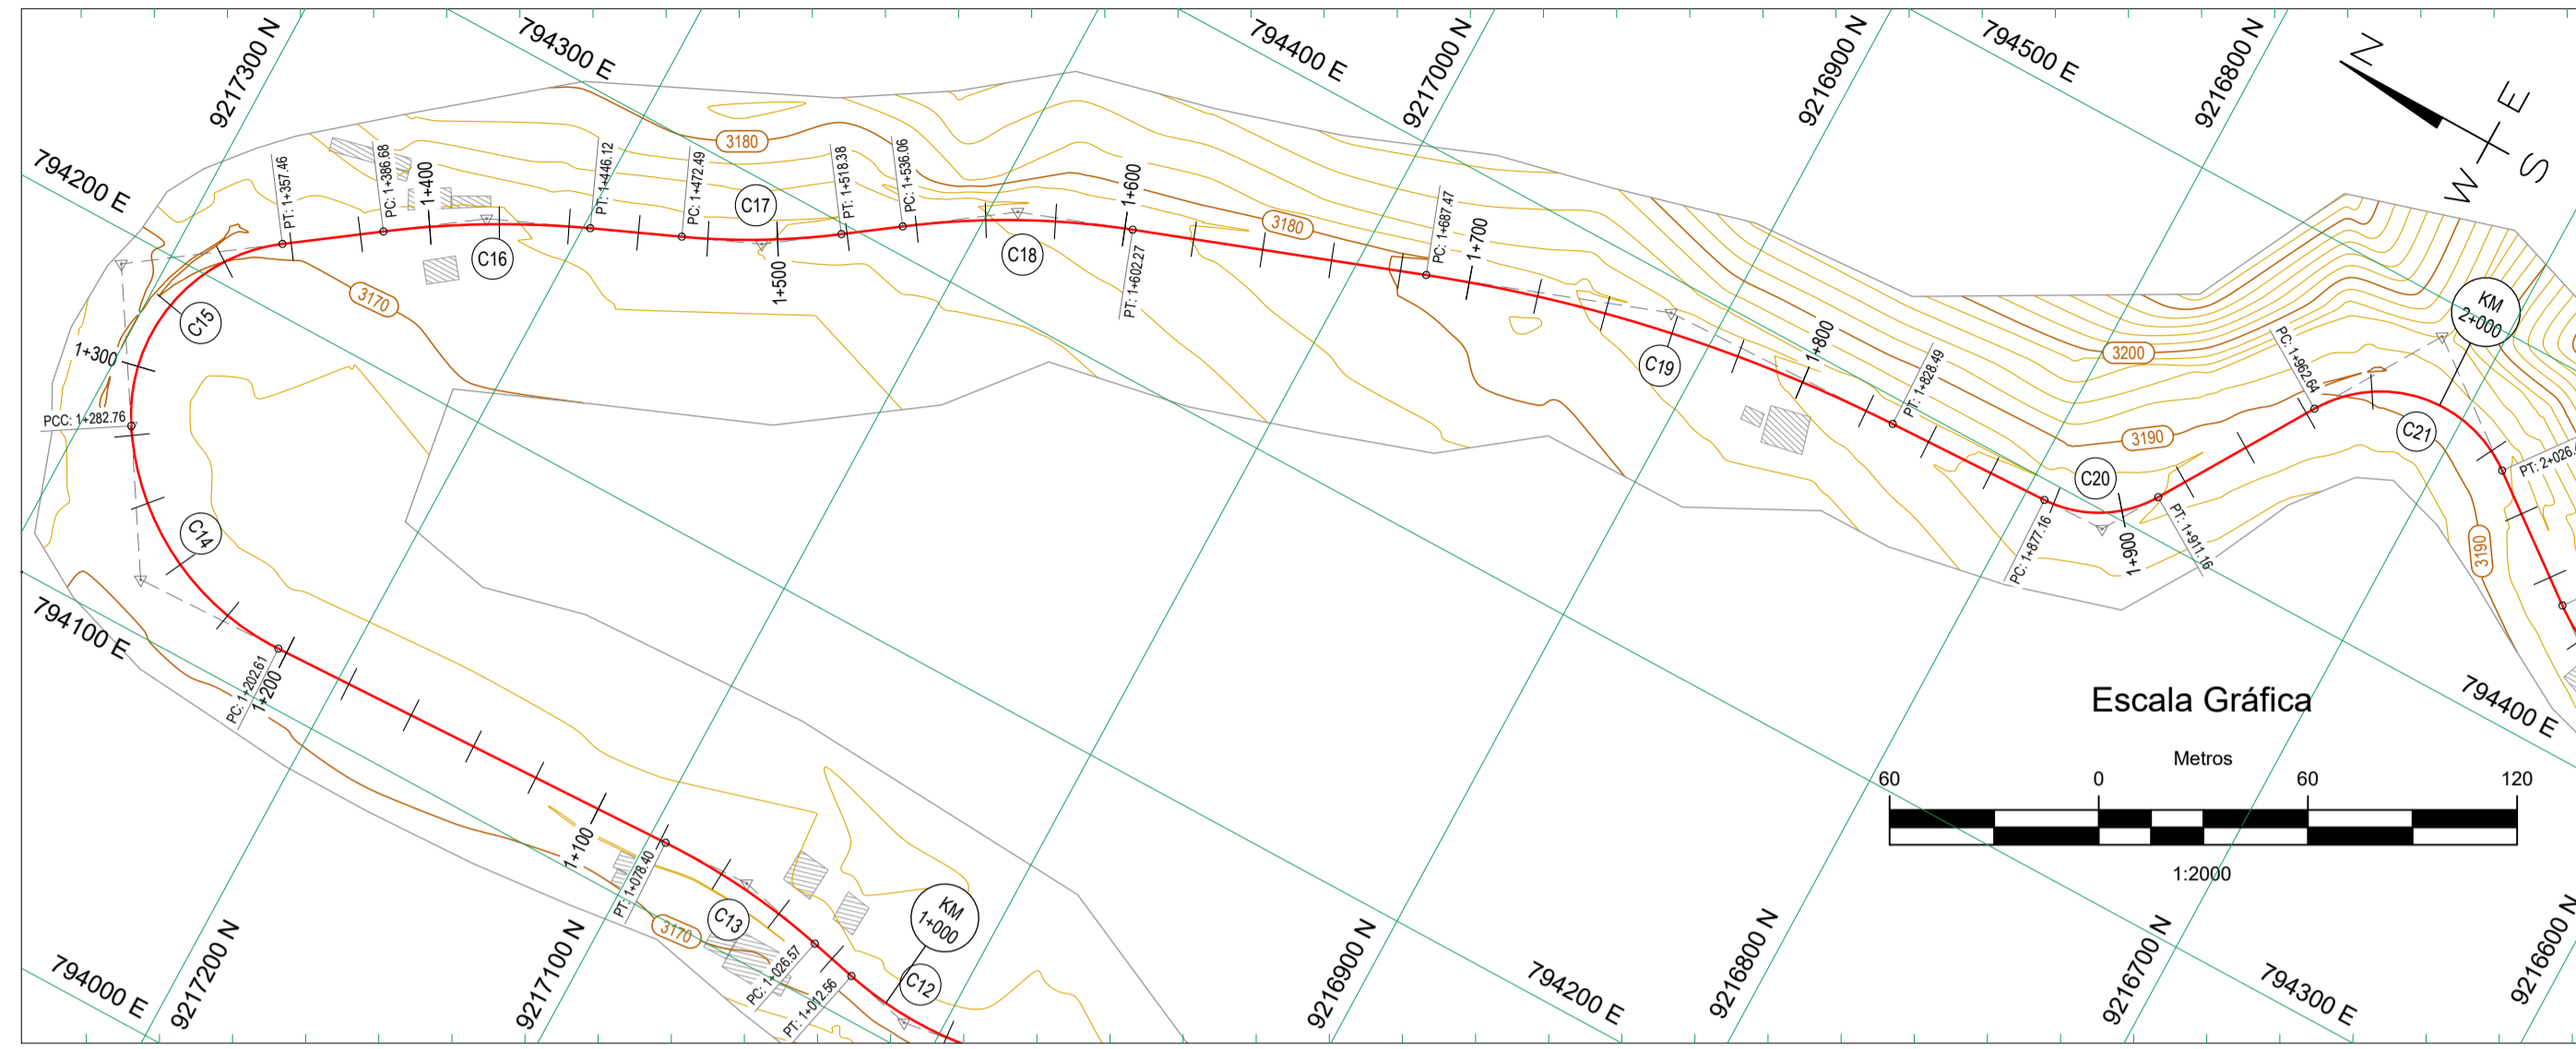 9217300 N
794300 E
794400 E
9217000 N
9216900 N
794500 E
9216800 N
N
E
S
W
794200 E
PT: 1+357.46
PC: 1+386.68
1+400
C16
PT: 1+446.12
PC: 1+472.49
3180
C17
1+500
PT: 1+518.38
PC: 1+536.06
C18
1+600
PT: 1+602.27
3180
PC: 1+687.47
1+700
C19
1+800
PT: 1+828.49
3200
3190
C20
PC: 1+877.16
1+900
PT: 1+911.16
PC: 1+962.64
KM
2+000
C21
3190
3170
C15
1+300
PCC: 1+282.76
C14
794100 E
PC: 1+202.61
1+200
1+100
PT: 1+078.40
C13
3170
PC: 1+026.57
PT: 1+012.56
KM
1+000
C12
794400 E
Escala Gráfica
Metros
60 0 60 120
1:2000
794000 E
9217200 N
9217100 N
9216900 N
794200 E
9216800 N
9216700 N
794300 E
9216600 N